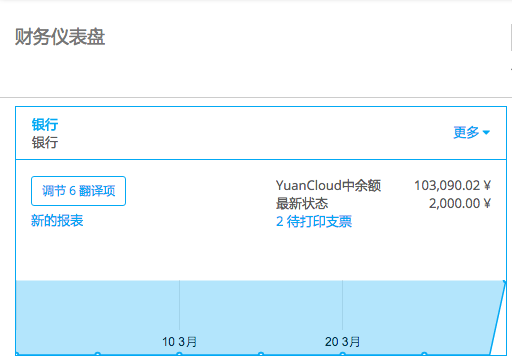 财务仪表盘
银行
银行
更多
调节 6 翻译项
新的报表
YuanCloud中余额 103,090.02 ¥
最新状态 2,000.00 ¥
2 待打印支票
10 3月 20 3月